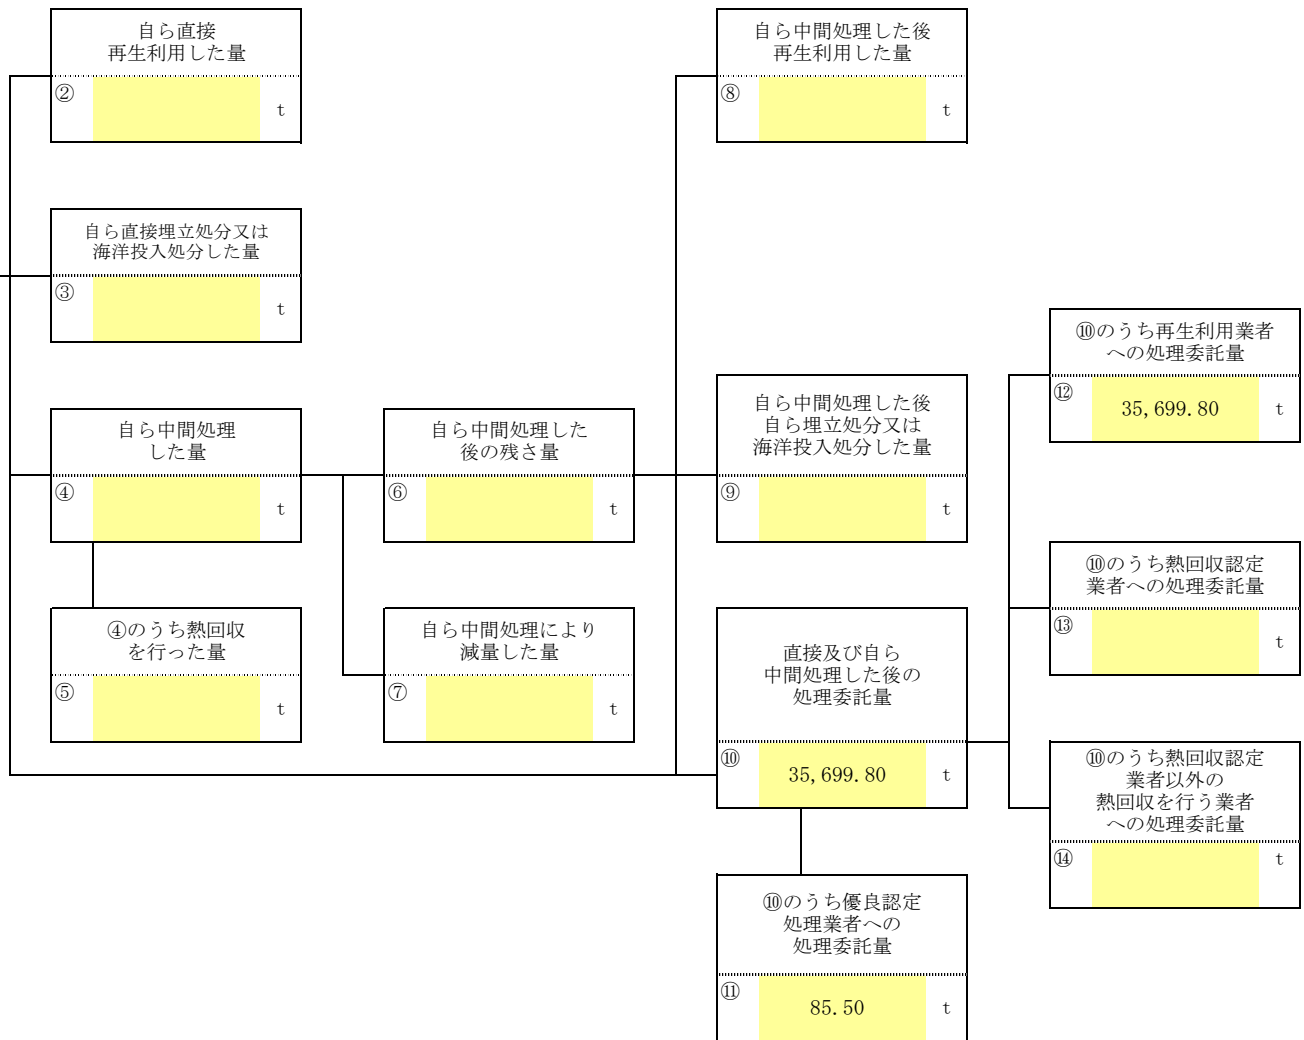 自ら直接
再生利用した量
②
t
自ら中間処理した後
再生利用した量
⑧
t
自ら直接埋立処分又は
海洋投入処分した量
③
t
⑩のうち再生利用業者
への処理委託量
⑫
35,699.80
t
自ら中間処理
した量
④
t
自ら中間処理した
後の残さ量
⑥
t
自ら中間処理した後
自ら埋立処分又は
海洋投入処分した量
⑨
t
⑩のうち熱回収認定
業者への処理委託量
⑬
t
④のうち熱回収
を行った量
⑤
t
自ら中間処理により
減量した量
⑦
t
直接及び自ら
中間処理した後の
処理委託量
⑩
35,699.80
t
⑩のうち熱回収認定
業者以外の
熱回収を行う業者
への処理委託量
⑭
t
⑩のうち優良認定
処理業者への
処理委託量
⑪
85.50
t